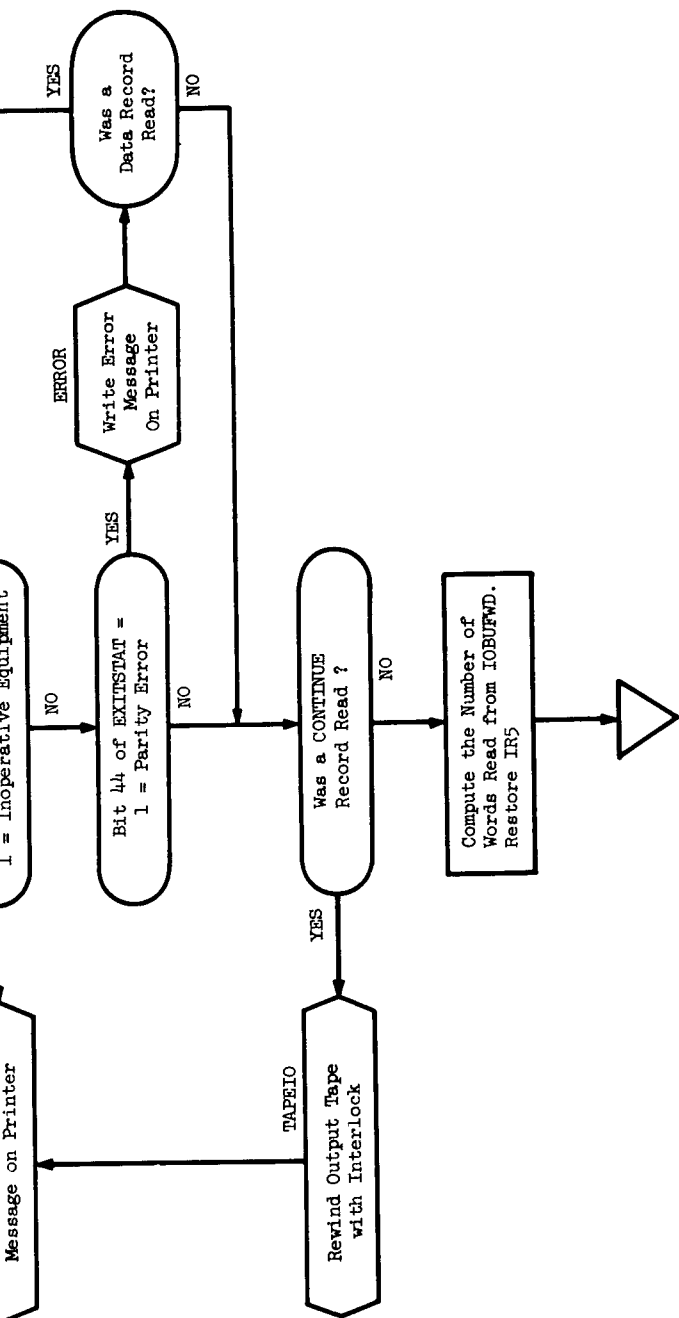 1 = Inoperative Equipment
NO
Message on Printer
Bit 44 of EXITSTAT =
1 = Parity Error
YES
NO
ERROR
Write Error
Message
On Printer
Was a
Data Record
Read?
YES
NO
Was a CONTINUE
Record Read ?
YES
NO
TAPEIO
Rewind Output Tape
with Interlock
Compute the Number of
Words Read from IOBUFWD.
Restore IR5